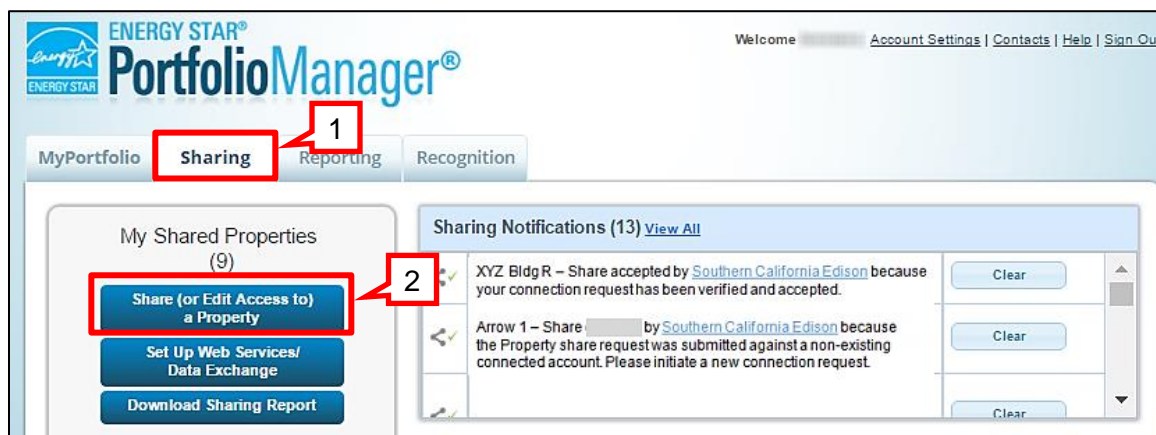 ENERGY STAR®
PortfolioManager®
energy
ENERGY STAR
Welcome Account Settings | Contacts | Help | Sign Ou
1
MyPortfolio Sharing Reporting Recognition
My Shared Properties
(9)
2
Share (or Edit Access to)
a Property
Set Up Web Services/
Data Exchange
Download Sharing Report
Sharing Notifications (13) View All
XYZ Bldg R – Share accepted by Southern California Edison because
your connection request has been verified and accepted.
Clear
Arrow 1 – Share by Southern California Edison because
the Property share request was submitted against a non-existing
connected account. Please initiate a new connection request.
Clear
Clear